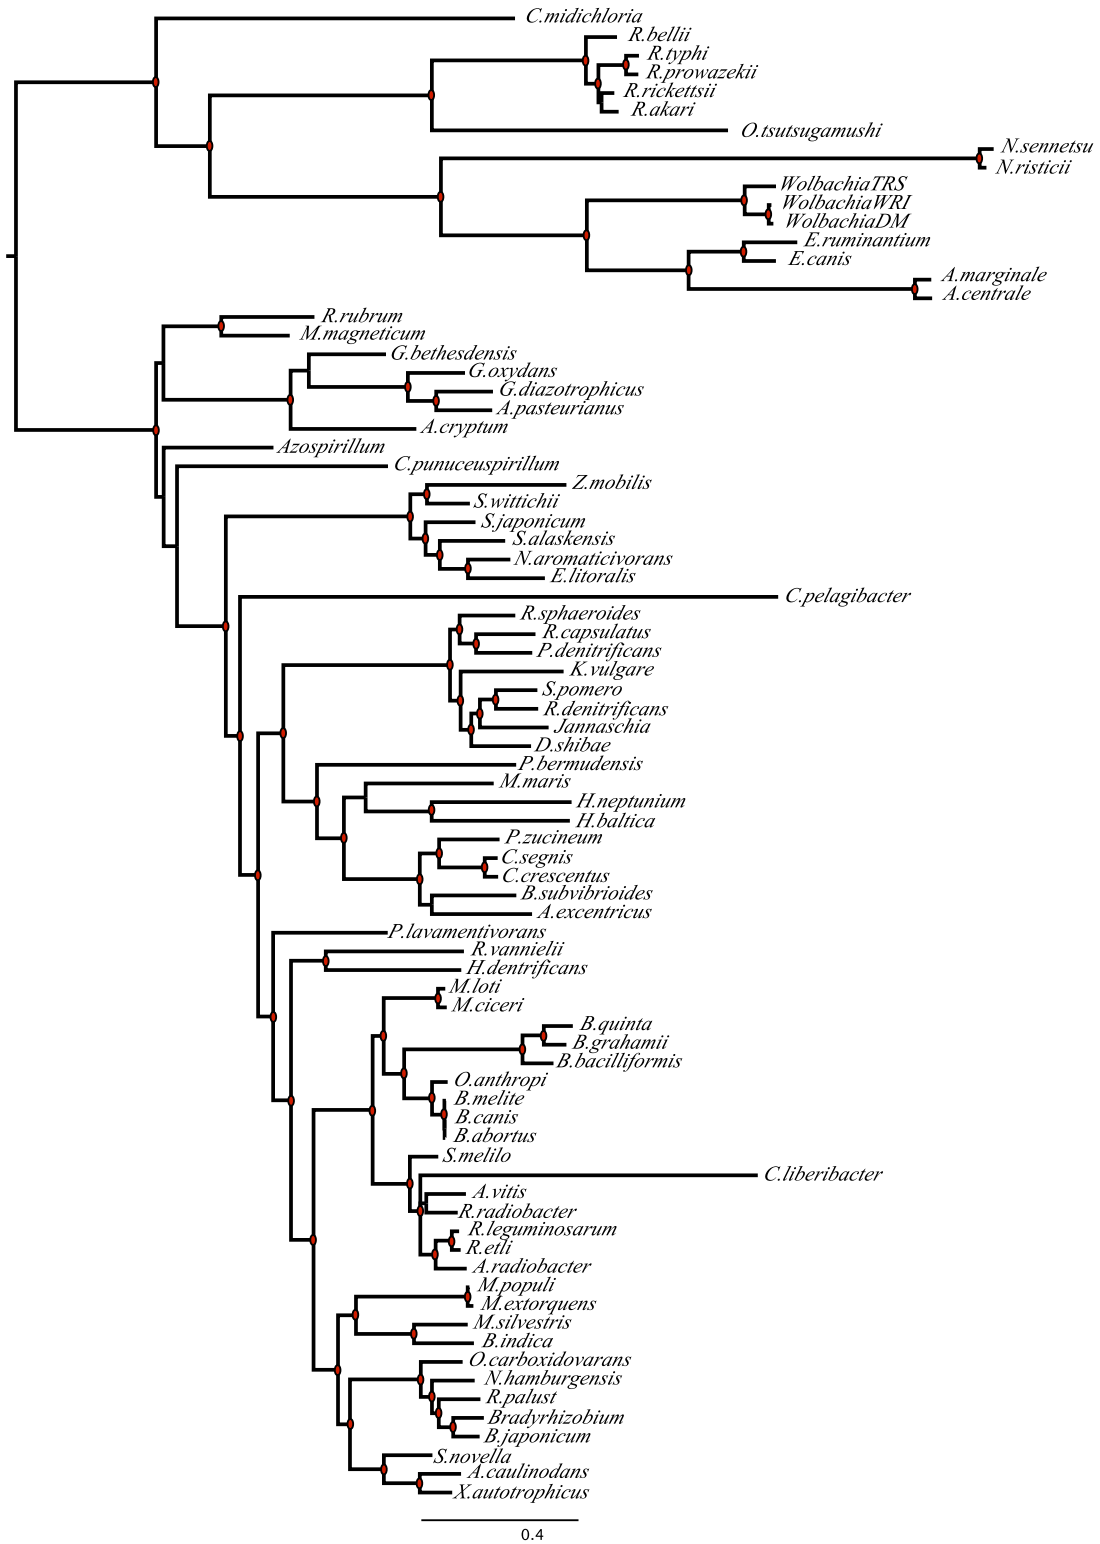 C.midichloria
R.bellii
R.typhi
R.prowazekii
R.rickettsii
R.akari
O.tsutsugamushi
N.sennetsu
N.risticii
WolbachiaTRS
WolbachiaWRI
WolbachiaDM
E.ruminantium
E.canis
A.marginale
A.centrale
R.rubrum
M.magneticum
G.bethesdensis
G.oxydans
G.diazotrophicus
A.pasteurianus
A.cryptum
Azospirillum
C.punuceuspirillum
Z.mobilis
S.wittichii
S.japonicum
S.alaskensis
N.aromaticivorans
E.litoralis
C.pelagibacter
R.sphaeroides
R.capsulatus
P.denitrificans
K.vulgare
S.pomero
R.denitrificans
Jannaschia
D.shibae
P.bermudensis
M.maris
H.neptunium
H.baltica
P.zucineum
C.segnis
C.crescentus
B.subvibrioides
A.excentricus
P.lavamentivorans
R.vannielii
H.dentrificans
M.loti
M.ciceri
B.quinta
B.grahamii
B.bacilliformis
O.anthropi
B.melite
B.canis
B.abortus
S.melilo
C.liberibacter
A.vitis
R.radiobacter
R.leguminosarum
R.etli
A.radiobacter
M.populi
M.extorquens
M.silvestris
B.indica
O.carboxidovarans
N.hamburgensis
R.palust
Bradyrhizobium
B.japonicum
S.novella
A.caulinodans
X.autotrophicus
0.4